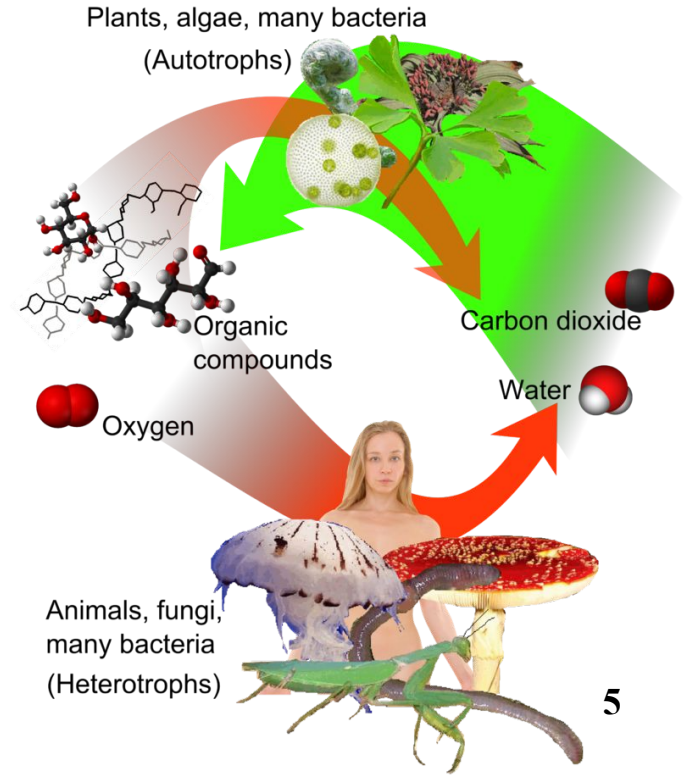 Plants, algae, many bacteria
(Autotrophs)
Organic
compounds
Carbon dioxide
Water
Oxygen
Animals, fungi,
many bacteria
(Heterotrophs)
5